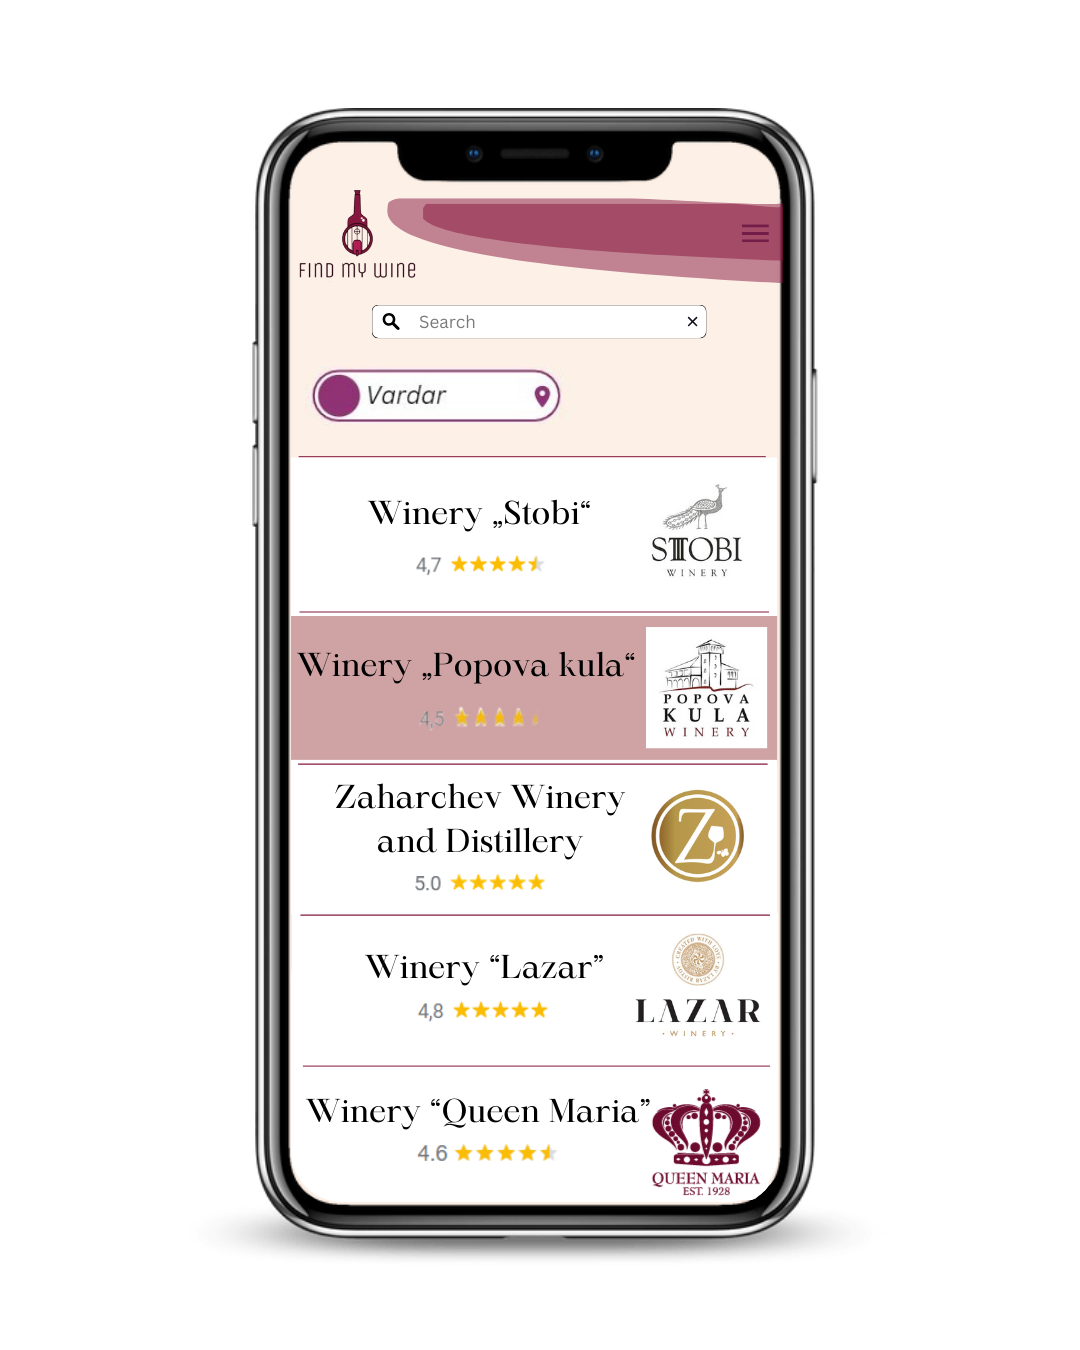 FIND MY WINE
Search
Vardar
Winery „Stobi“
4,7
STOBI
WINERY
Winery „Popova kula“
4,5
POPOVA
KULA
WINERY
Zaharchev Winery
and Distillery
5.0
Z
Winery “Lazar”
4,8
LAZAR
· WINERY ·
Winery “Queen Maria”
4.6
QUEEN MARIA
EST. 1928